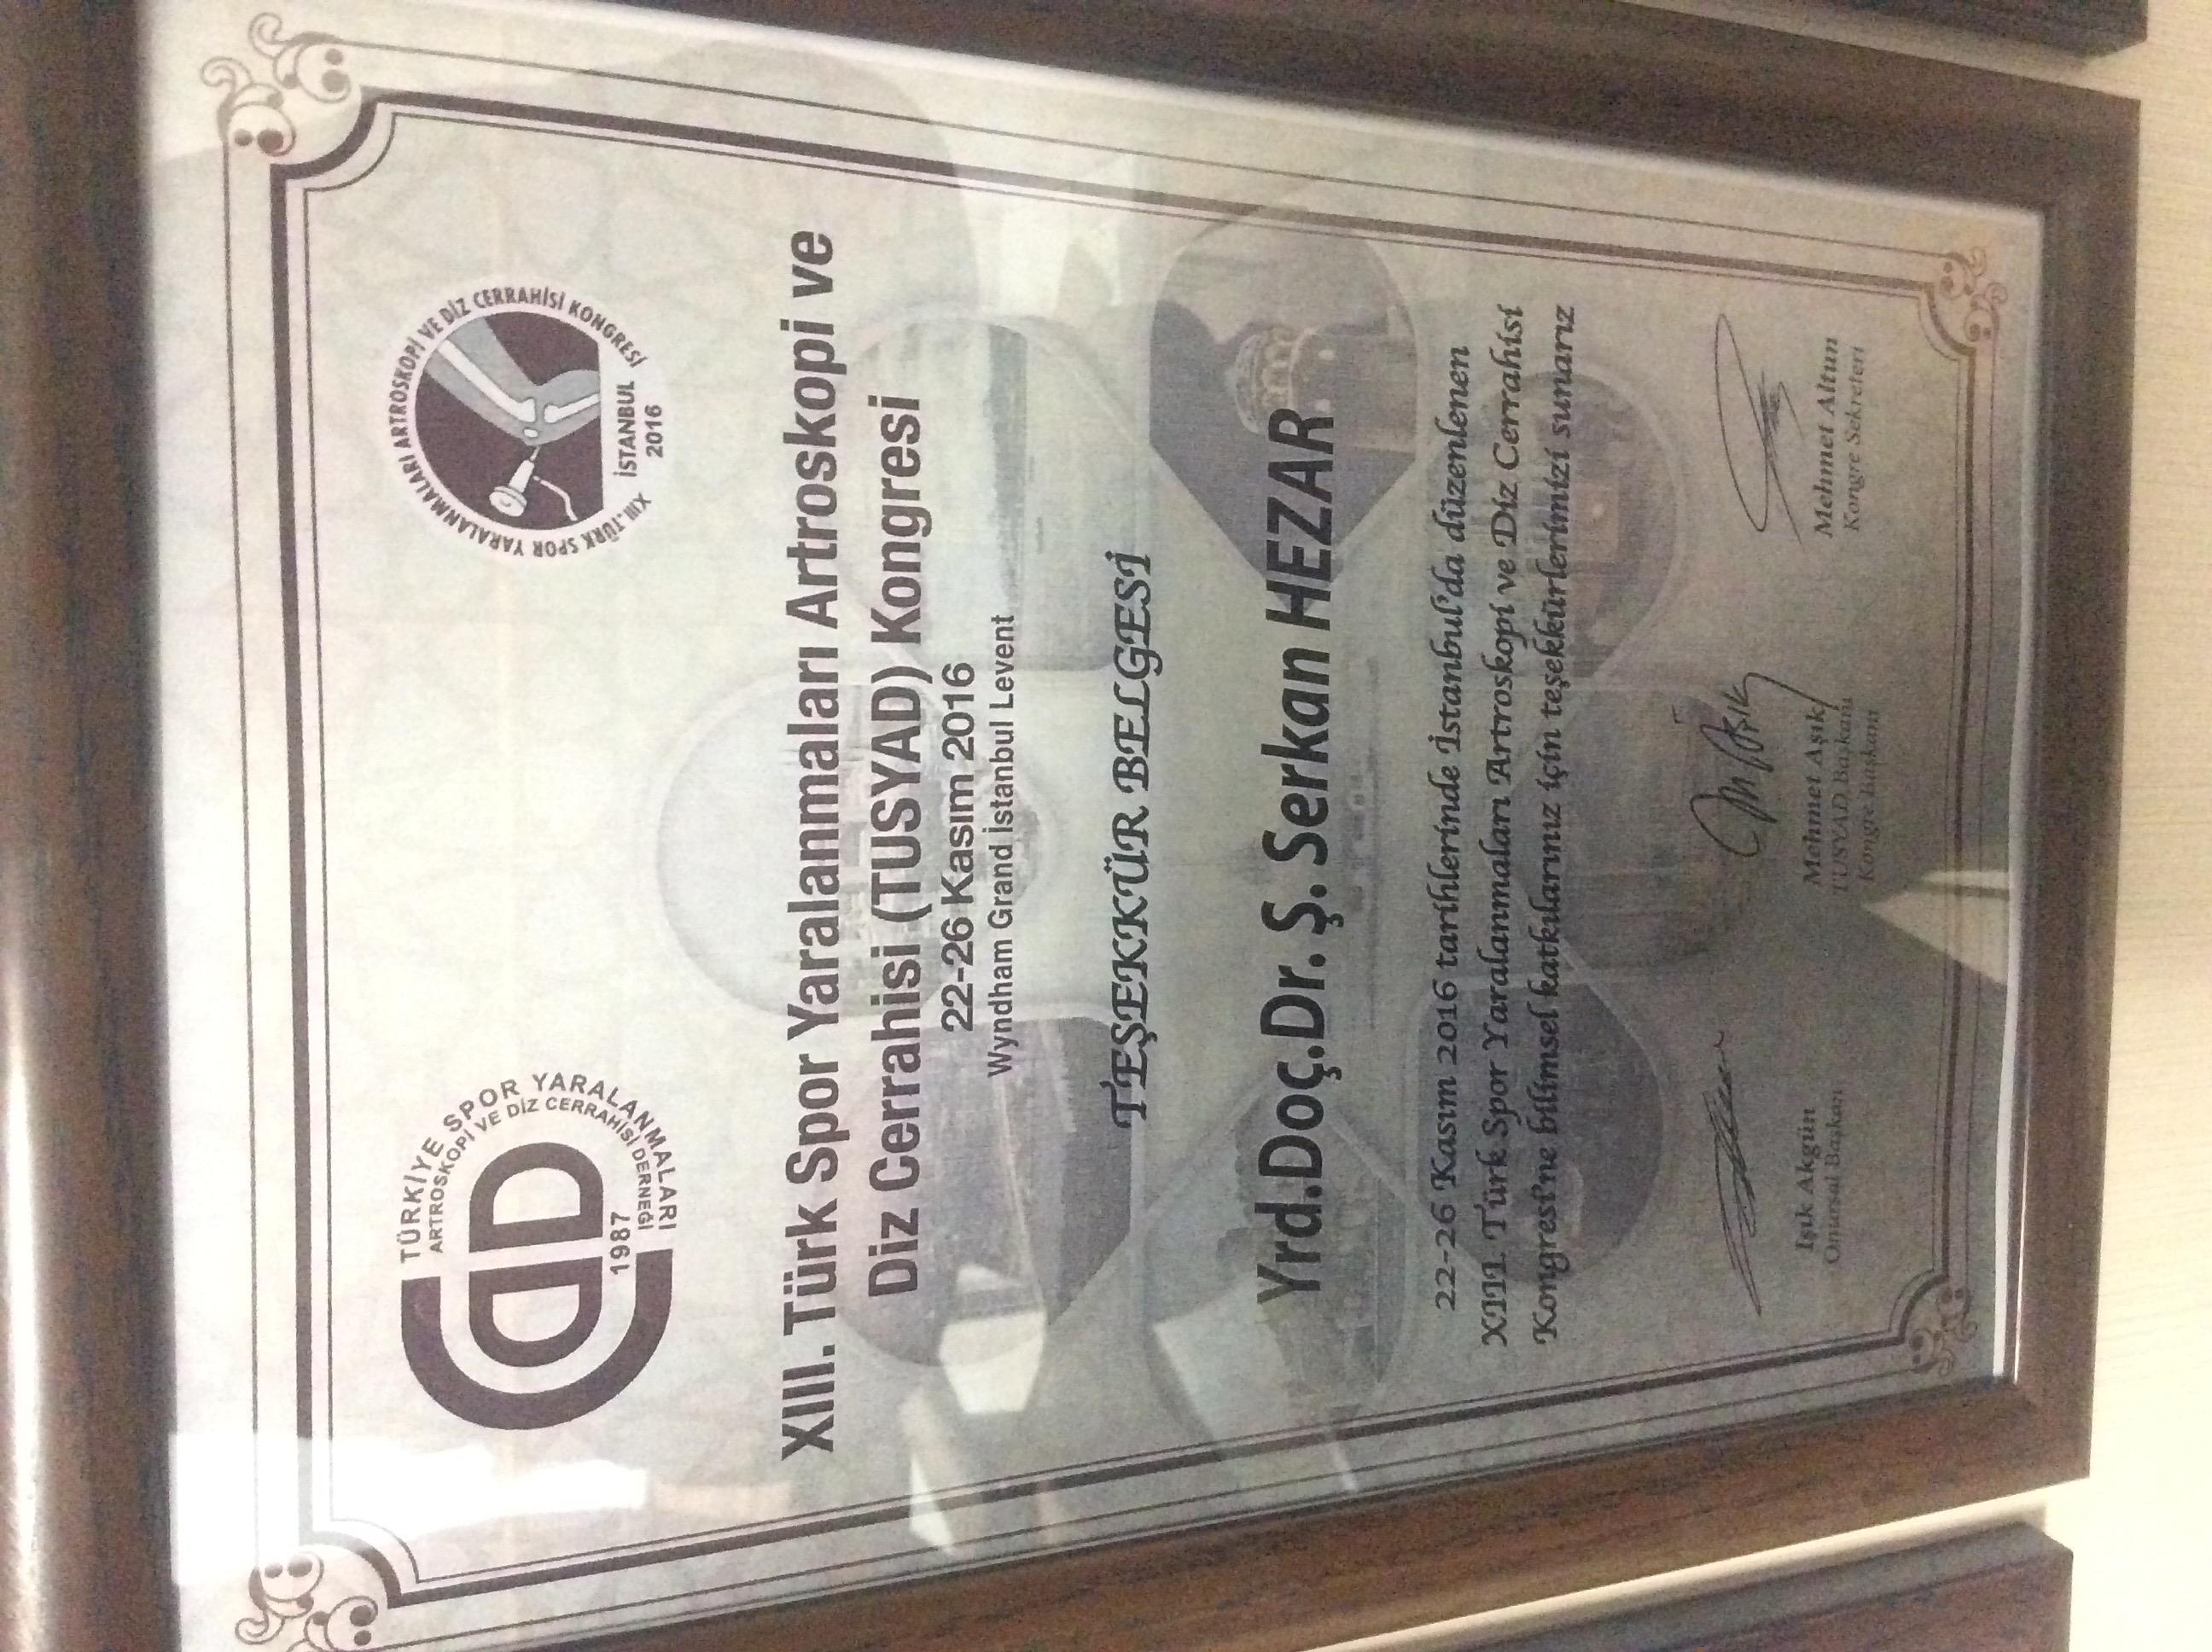 TÜRKİYE SPOR YARALANMALARI
ARTROSKOPİ VE DİZ CERRAHİSİ DERNEĞİ
1987
XIII. TÜRK SPOR YARALANMALARI ARTROSKOPİ VE DİZ CERRAHİSİ KONGRESİ
İSTANBUL
2016
XIII. Türk Spor Yaralanmaları Artroskopi ve
Diz Cerrahisi (TUSYAD) Kongresi
22-26 Kasım 2016
Wyndham Grand İstanbul Levent
TEŞEKKÜR BELGESİ
Yrd.Doç.Dr. Ş. Serkan HEZAR
22-26 Kasım 2016 tarihlerinde İstanbul'da düzenlenen
XIII. Türk Spor Yaralanmaları Artroskopi ve Diz Cerrahisi
Kongresi'ne bilimsel katkılarınız için teşekkürlerimizi sunarız
M Aşık
Işık Akgün
Onursal Başkan
Mehmet Aşık
TUSYAD Başkanı
Kongre Başkanı
Mehmet Altun
Kongre Sekreteri